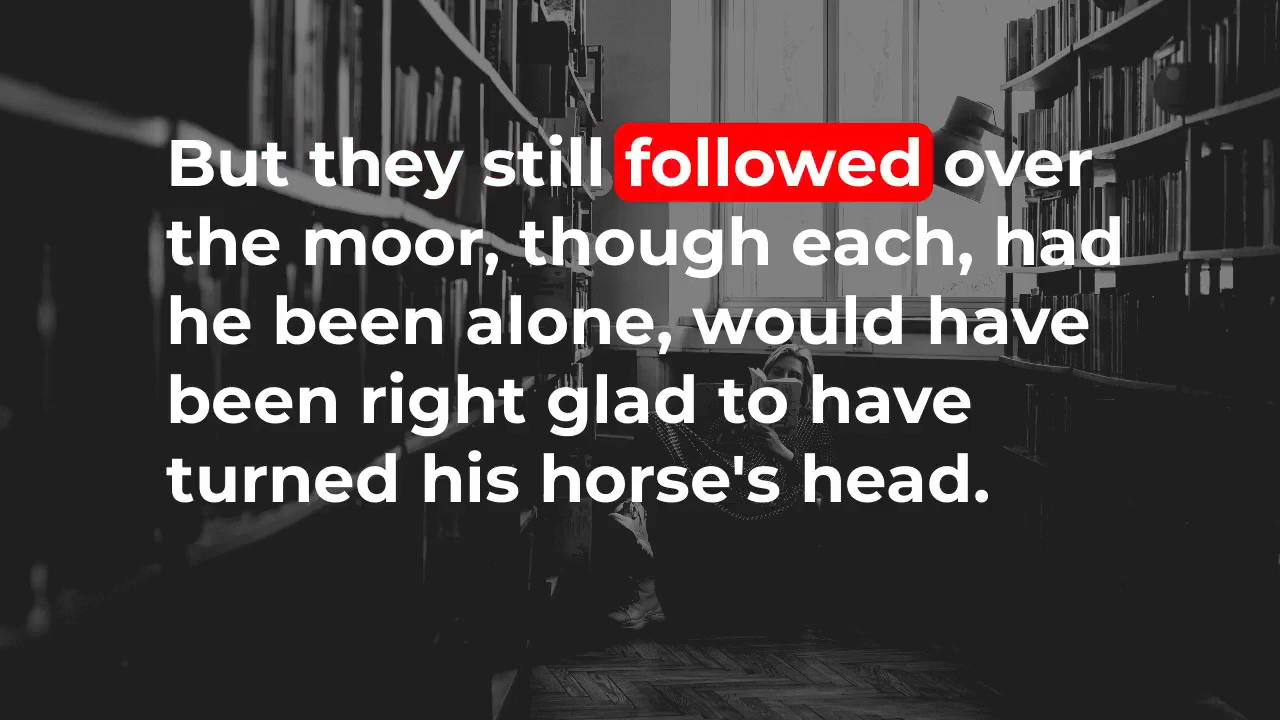 But they still followed over
the moor, though each, had
he been alone, would have
been right glad to have
turned his horse's head.